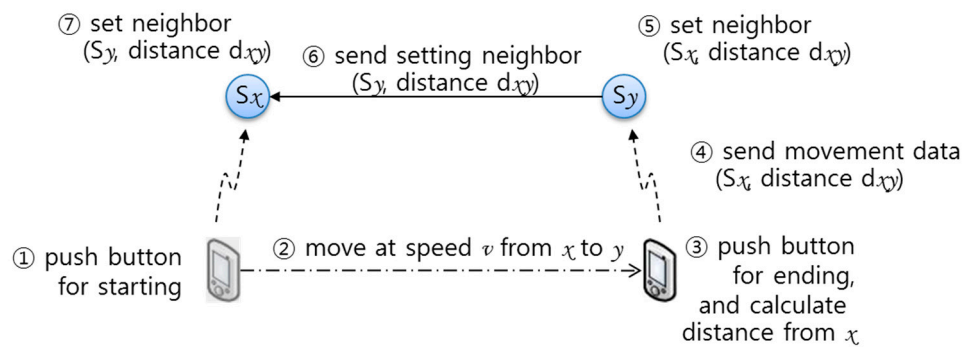 ⑦ set neighbor
(Sy, distance dxy)
⑥ send setting neighbor
(Sy, distance dxy)
⑤ set neighbor
(Sx, distance dxy)
Sx
Sy
④ send movement data
(Sx, distance dxy)
① push button
for starting
② move at speed v from x to y
③ push button
for ending,
and calculate
distance from x